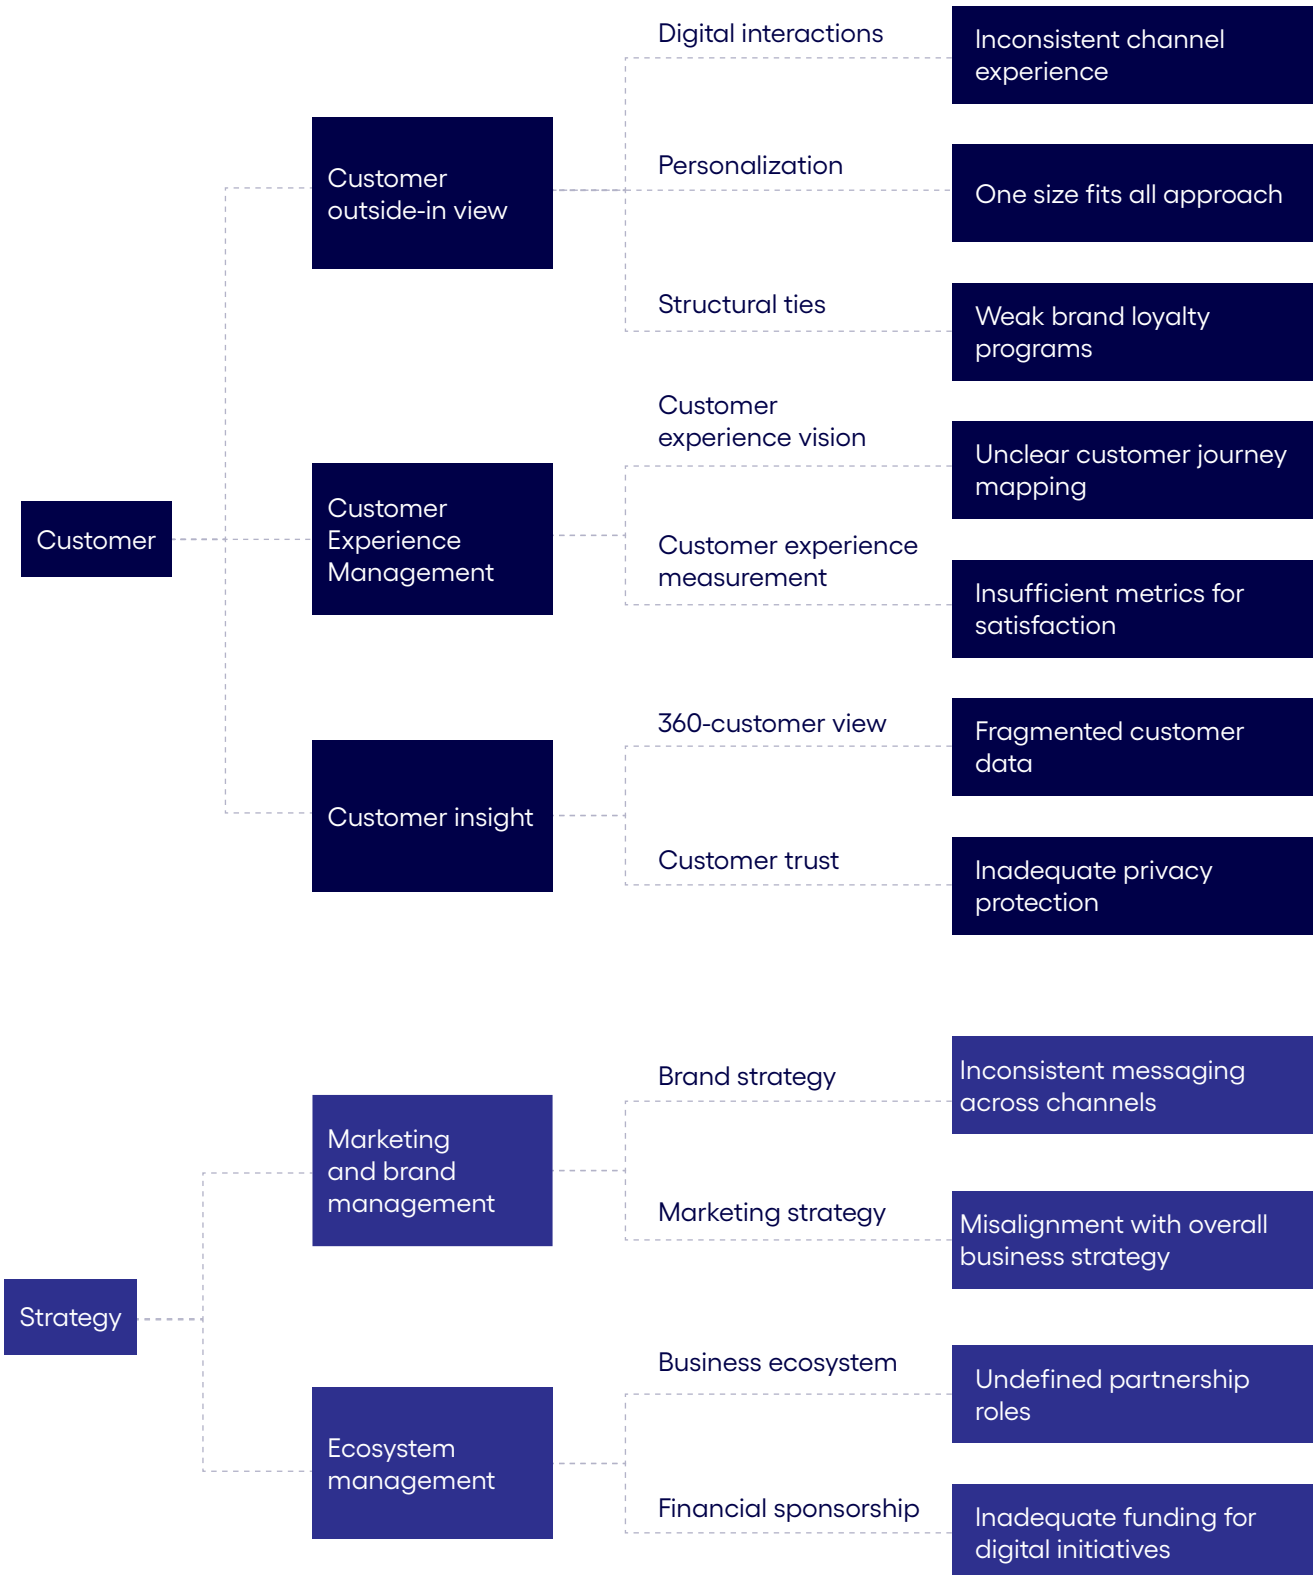 Digital interactions
Inconsistent channel
experience
Customer
outside-in view
Personalization
One size fits all approach
Structural ties
Weak brand loyalty
programs
Customer
Customer
Experience
Management
Customer
experience vision
Unclear customer journey
mapping
Customer experience
measurement
Insufficient metrics for
satisfaction
Customer insight
360-customer view
Fragmented customer
data
Customer trust
Inadequate privacy
protection
Strategy
Marketing
and brand
management
Brand strategy
Inconsistent messaging
across channels
Marketing strategy
Misalignment with overall
business strategy
Ecosystem
management
Business ecosystem
Undefined partnership
roles
Financial sponsorship
Inadequate funding for
digital initiatives